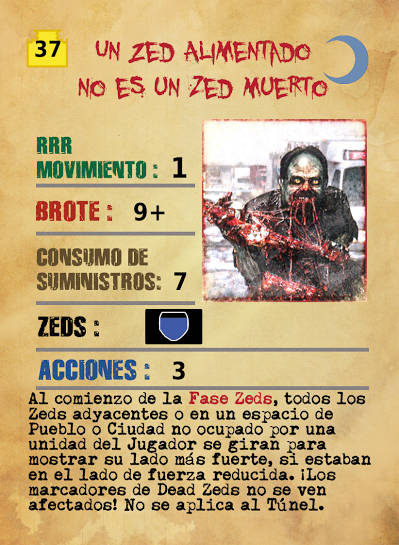 37
UN ZED ALIMENTADO
NO ES UN ZED MUERTO
RRR
MOVIMIENTO : 1
BROTE : 9+
CONSUMO DE
SUMINISTROS: 7
ZEDS :
ACCIONES : 3
Al comienzo de la Fase Zeds, todos los
Zeds adyacentes o en un espacio de
Pueblo o Ciudad no ocupado por una
unidad del Jugador se giran para
mostrar su lado más fuerte, si estaban
en el lado de fuerza reducida. ¡Los
marcadores de Dead Zeds no se ven
afectados! No se aplica al Túnel.